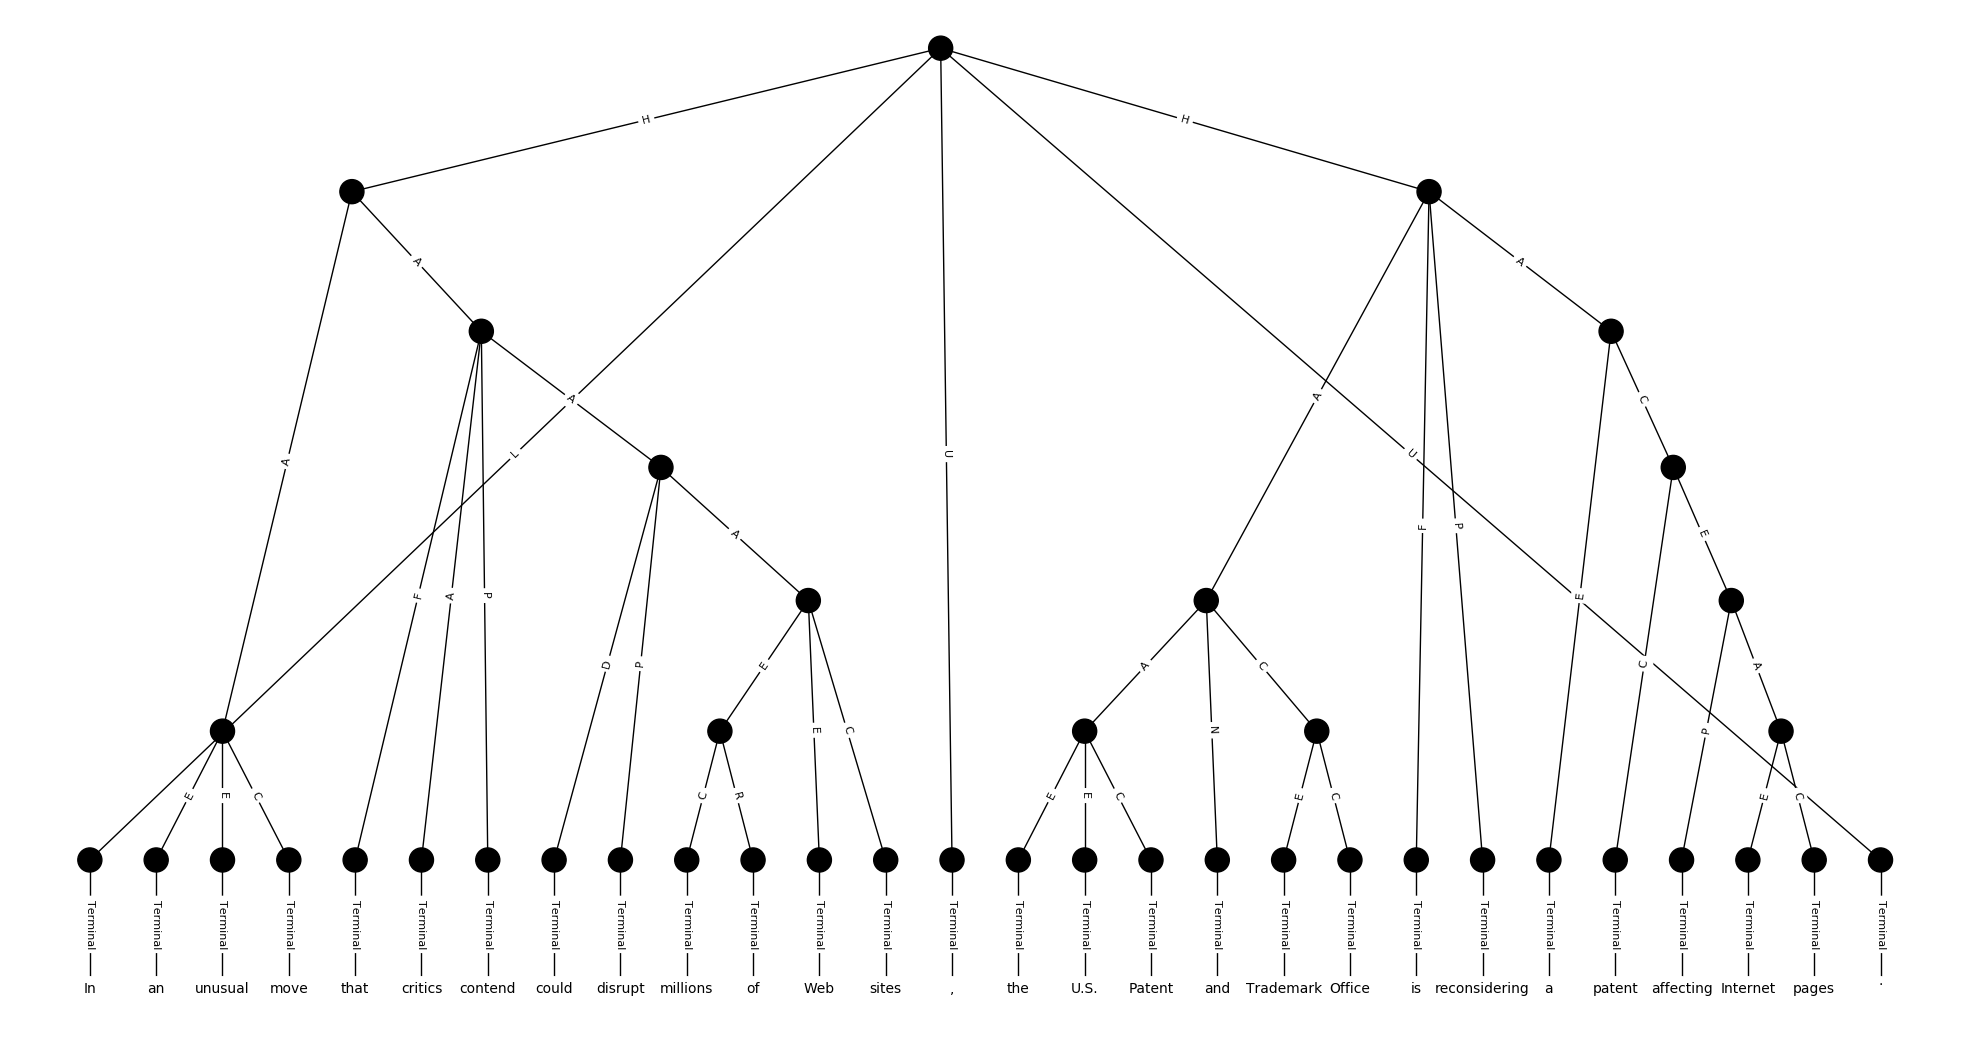 H H
A A
A A
L C
U U
A F P E
F A P
D P E A C E C A
C E N C P
C R E E C E C E C
E E C
Terminal Terminal Terminal Terminal Terminal Terminal Terminal Terminal Terminal Terminal Terminal Terminal Terminal Terminal Terminal Terminal Terminal Terminal Terminal Terminal Terminal Terminal Terminal Terminal Terminal Terminal Terminal Terminal
In an unusual move that critics contend could disrupt millions of Web sites , the U.S. Patent and Trademark Office is reconsidering a patent affecting Internet pages .